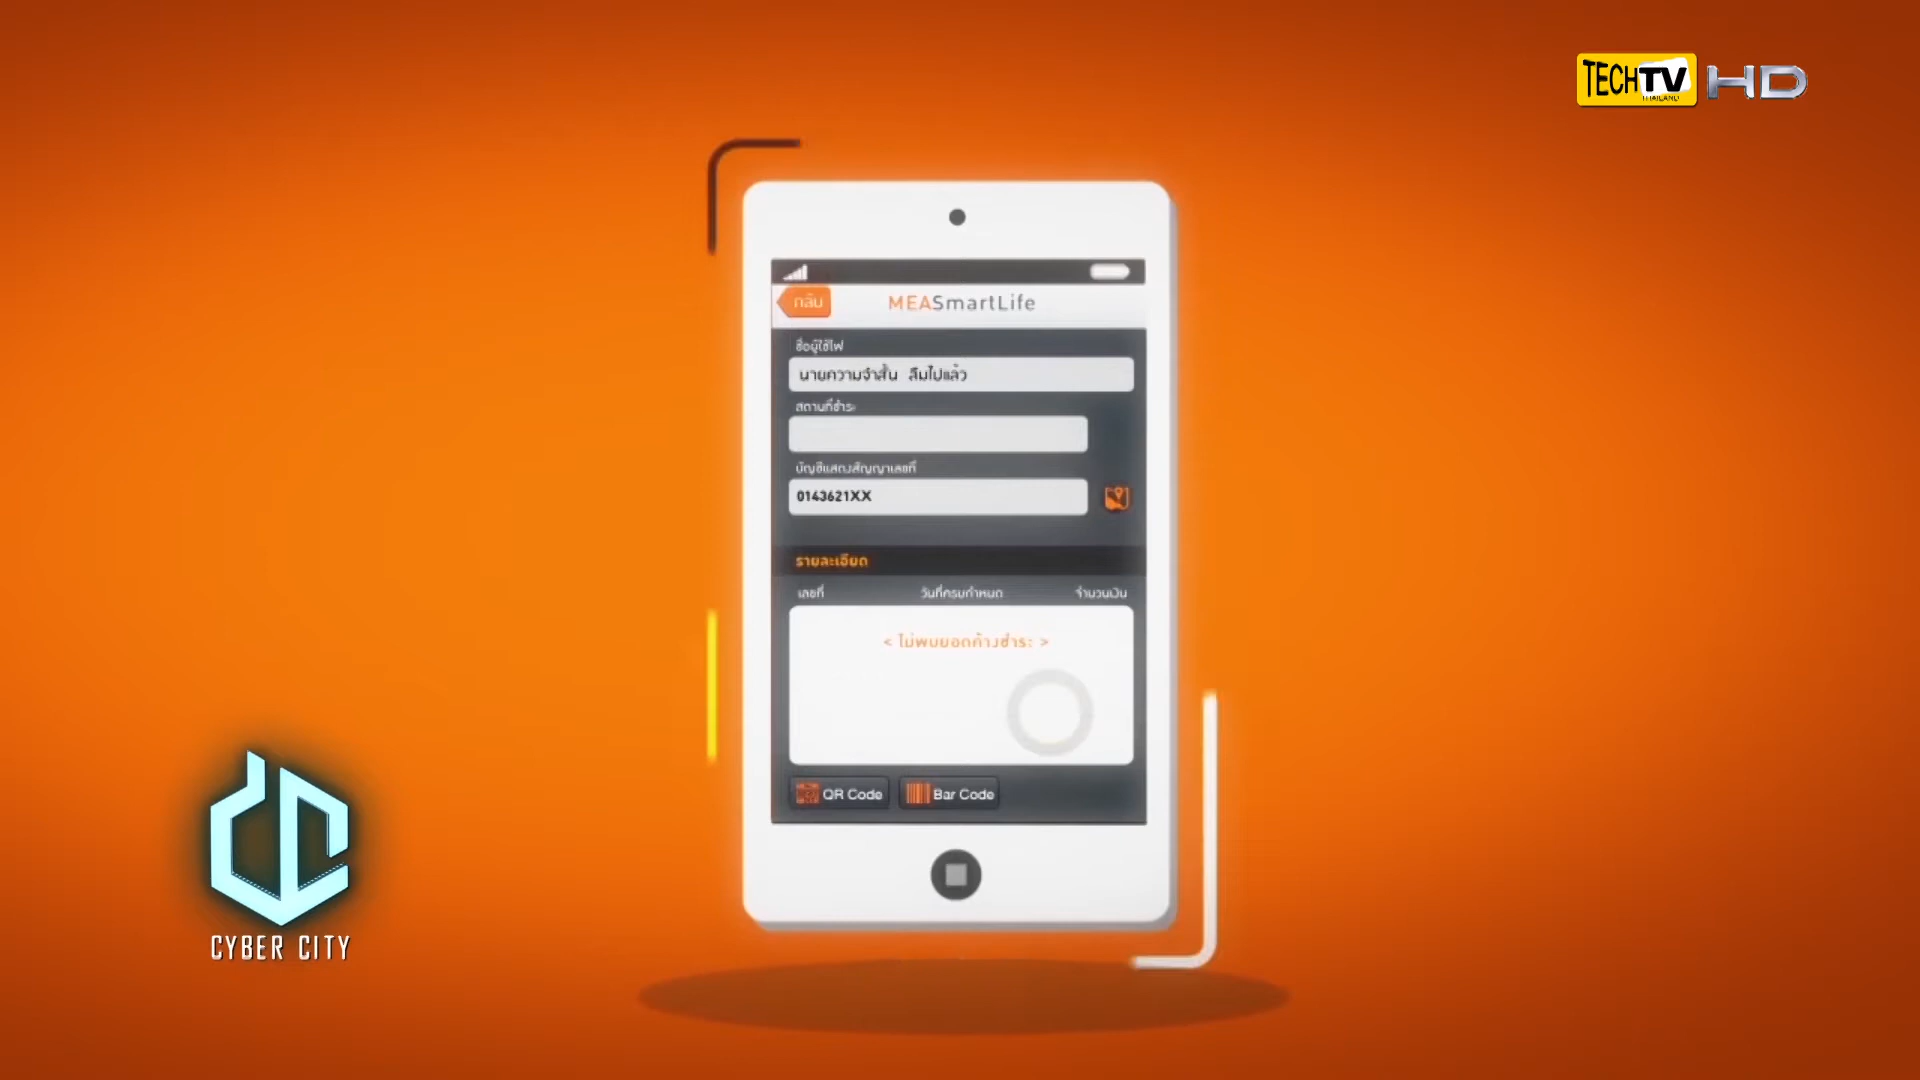 TECHTV HD
THAILAND
กลับ MEASmartLife
ชื่อผู้ใช้ไฟ
นายความจำสั้น ลืมไปแล้ว
สถานที่ชำระ
บัญชีแสดงสัญญาเลขที่
0143621XX
รายละเอียด
เลขที่ วันที่ครบกำหนด จำนวนเงิน
< ไม่พบยอดค้างชำระ >
QR Code Bar Code
CYBER CITY